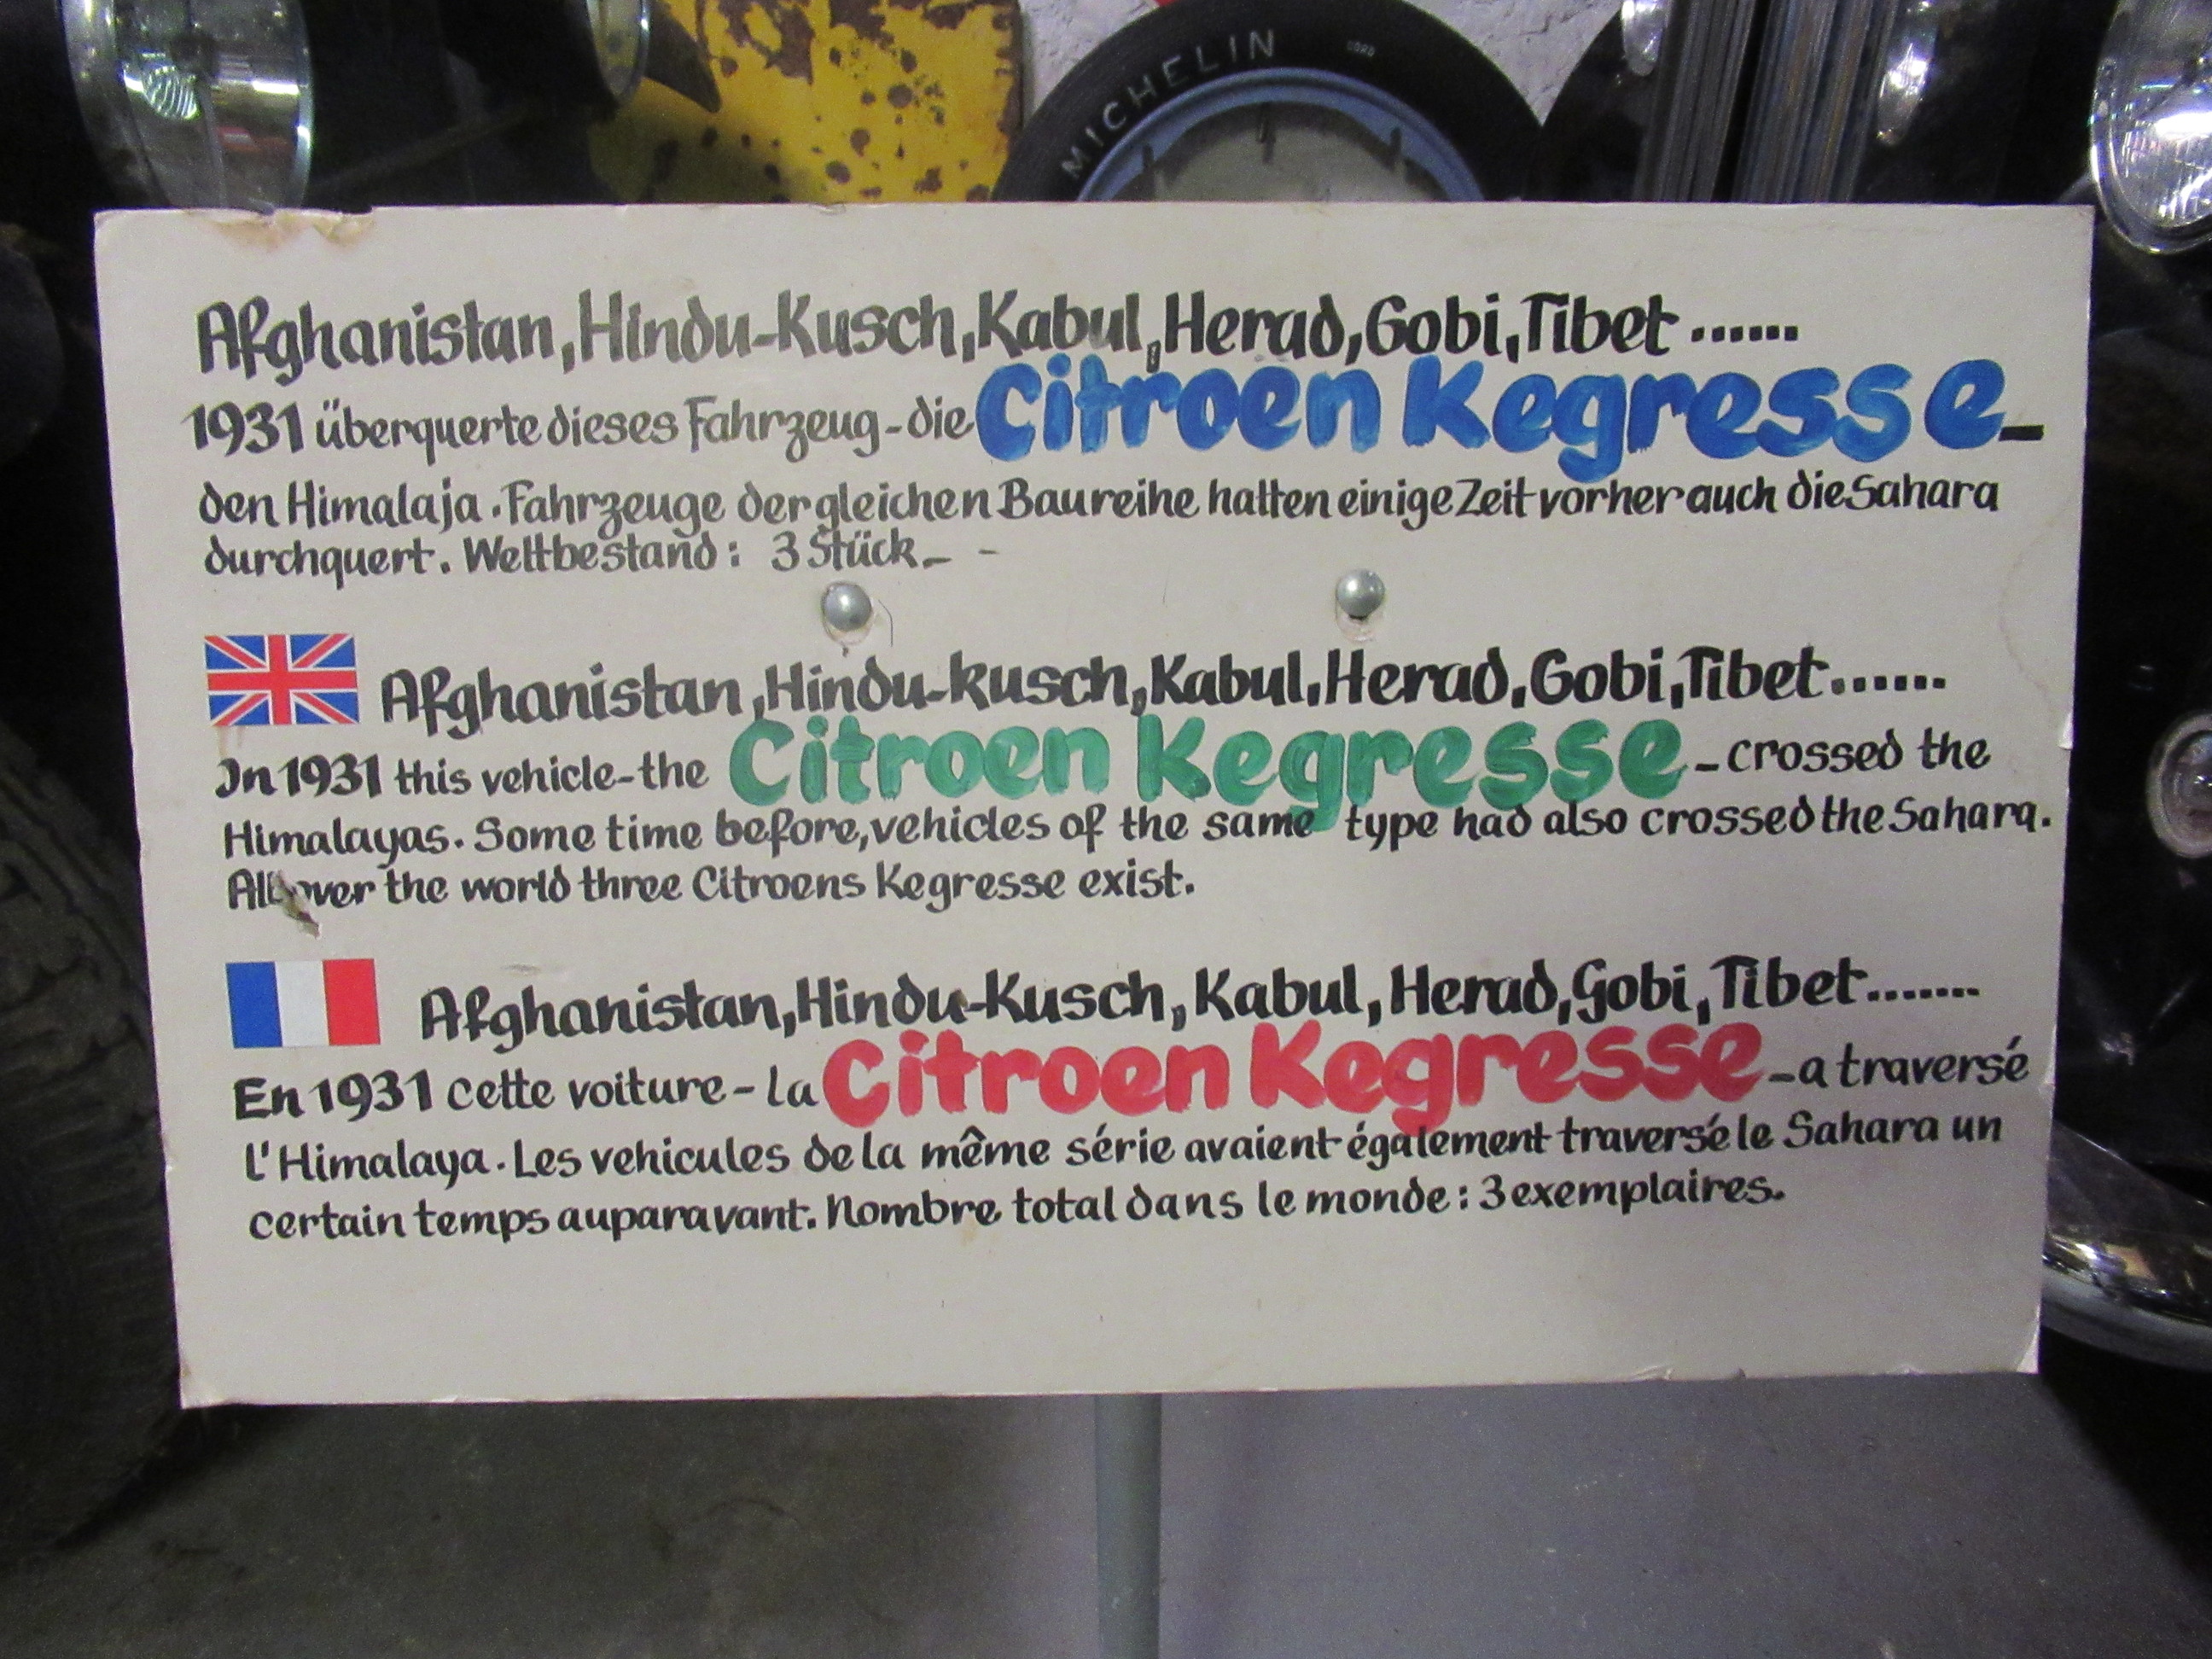 MICHELIN
Afghanistan, Hindu-Kusch, Kabul, Herad, Gobi, Tibet ......
1931 überquerte dieses Fahrzeug - die Citroen Kegresse -
den Himalaja. Fahrzeuge der gleichen Baureihe hatten einige Zeit vorher auch die Sahara
durchquert. Weltbestand: 3 Stück. - -
Afghanistan, Hindu-kusch, Kabul, Herad, Gobi, Tibet......
In 1931 this vehicle - the Citroen Kegresse - crossed the
Himalayas. Some time before, vehicles of the same type had also crossed the Sahara.
All over the world three Citroens Kegresse exist.
Afghanistan, Hindu-Kusch, Kabul, Herad, Gobi, Tibet.......
En 1931 cette voiture - la Citroen Kegresse - a traversé
l'Himalaya. Les vehicules de la même série avaient également traversé le Sahara un
certain temps auparavant. Nombre total dans le monde: 3 exemplaires.